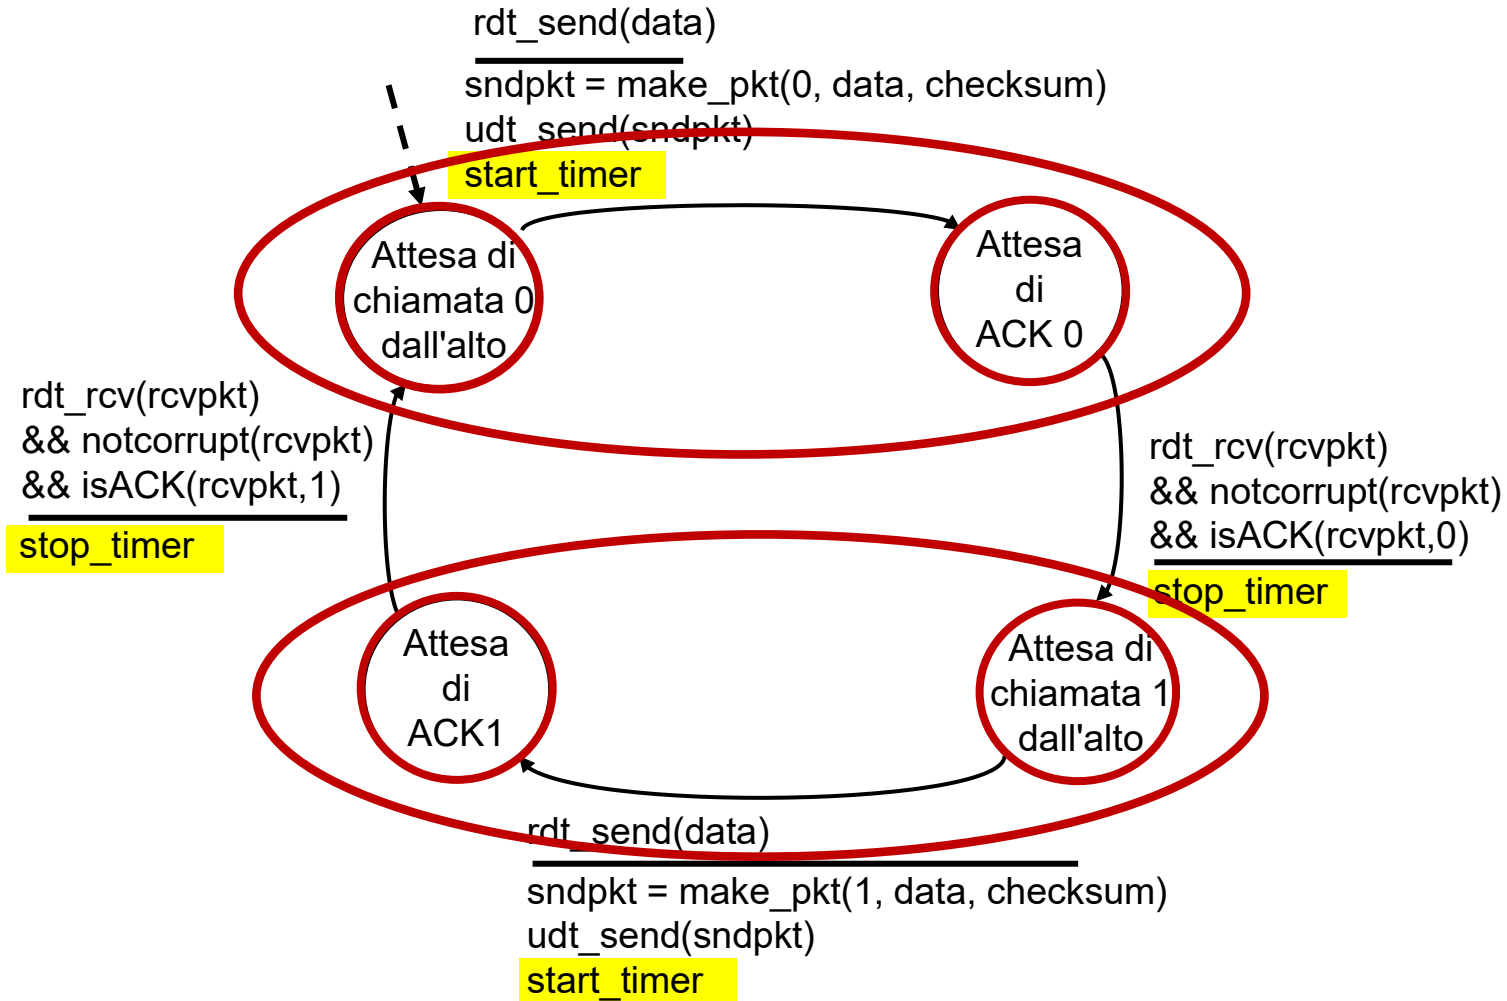 rdt_send(data)
sndpkt = make_pkt(0, data, checksum)
udt_send(sndpkt)
start_timer
Attesa di
chiamata 0
dall'alto
Attesa
di
ACK 0
rdt_rcv(rcvpkt)
&& notcorrupt(rcvpkt)
&& isACK(rcvpkt,1)
stop_timer
rdt_rcv(rcvpkt)
&& notcorrupt(rcvpkt)
&& isACK(rcvpkt,0)
stop_timer
Attesa
di
ACK1
Attesa di
chiamata 1
dall'alto
rdt_send(data)
sndpkt = make_pkt(1, data, checksum)
udt_send(sndpkt)
start_timer